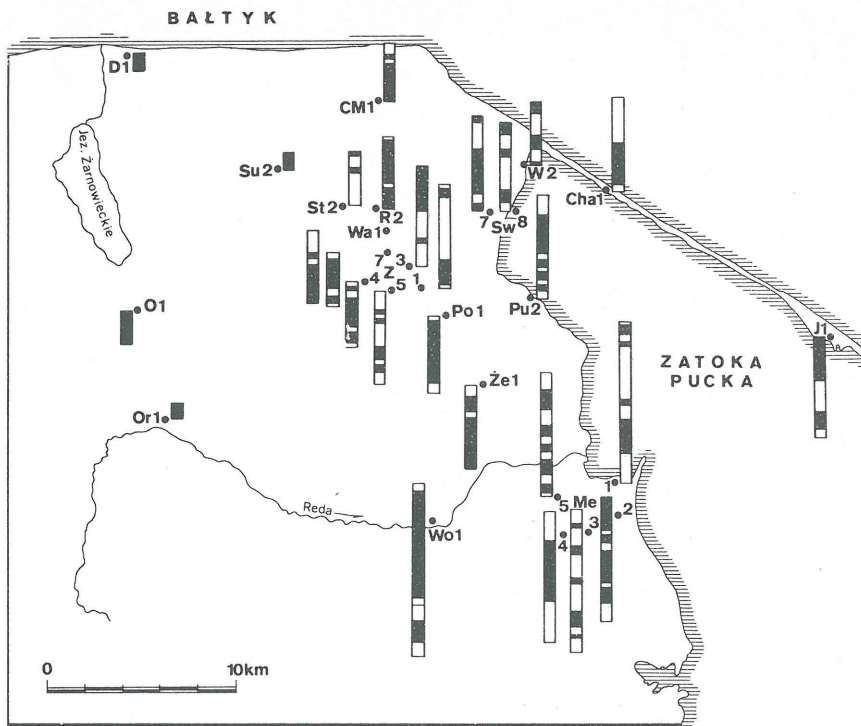 BAŁTYK
D1
CM1
Jez. Żarnowieckie
Su2
W2
Cha1
St2
R2
7 Sw 8
Wa1
7
3
Z
4
5
1
O1
Po1
Pu2
J1
ZATOKA
PUCKA
Że1
Or1
1
Reda
5
Me
2
Wo1
4
3
0
10km